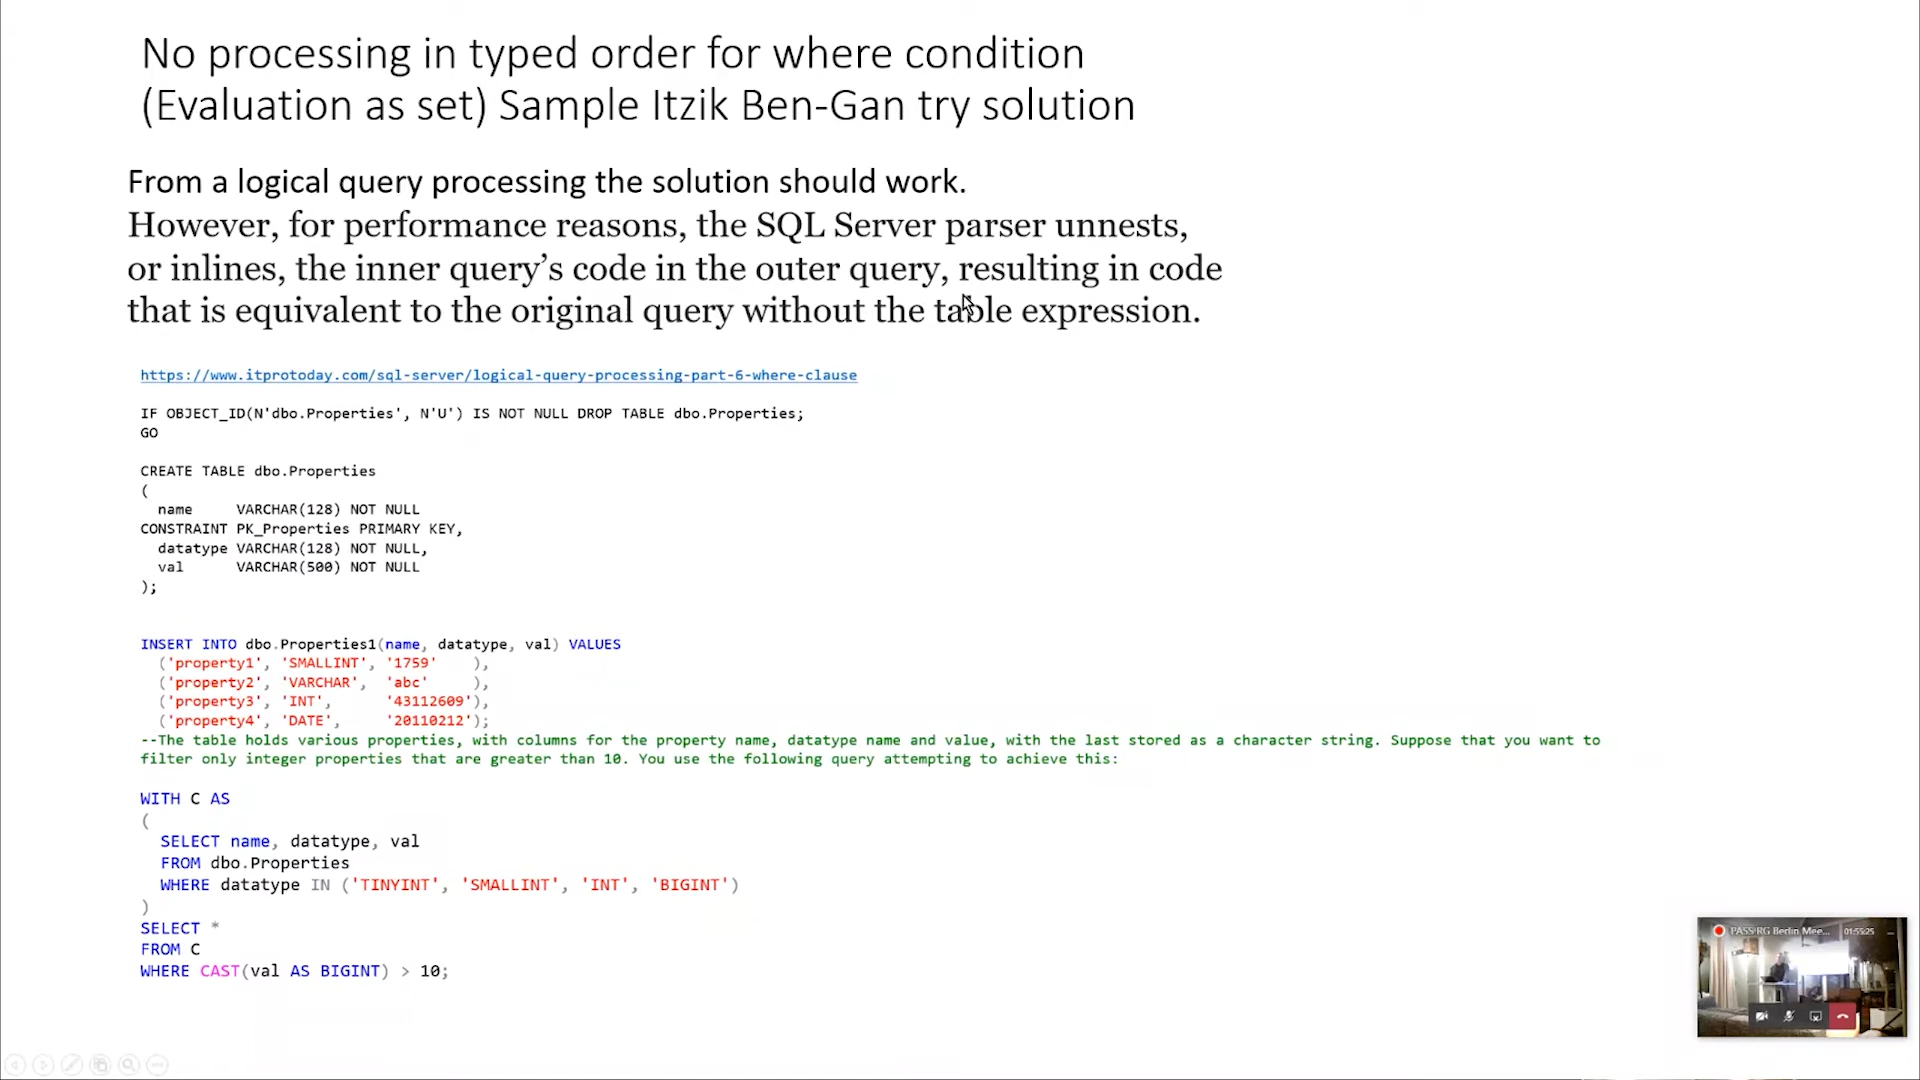 No processing in typed order for where condition
(Evaluation as set) Sample Itzik Ben-Gan try solution
From a logical query processing the solution should work.
However, for performance reasons, the SQL Server parser unnests,
or inlines, the inner query’s code in the outer query, resulting in code
that is equivalent to the original query without the table expression.
https://www.itprotoday.com/sql-server/logical-query-processing-part-6-where-clause
IF OBJECT_ID(N'dbo.Properties', N'U') IS NOT NULL DROP TABLE dbo.Properties;
GO
CREATE TABLE dbo.Properties
(
name VARCHAR(128) NOT NULL
CONSTRAINT PK_Properties PRIMARY KEY,
datatype VARCHAR(128) NOT NULL,
val VARCHAR(500) NOT NULL
);
INSERT INTO dbo.Properties1(name, datatype, val) VALUES
('property1', 'SMALLINT', '1759' ),
('property2', 'VARCHAR', 'abc' ),
('property3', 'INT', '43112609'),
('property4', 'DATE', '20110212');
--The table holds various properties, with columns for the property name, datatype name and value, with the last stored as a character string. Suppose that you want to
filter only integer properties that are greater than 10. You use the following query attempting to achieve this:
WITH C AS
(
SELECT name, datatype, val
FROM dbo.Properties
WHERE datatype IN ('TINYINT', 'SMALLINT', 'INT', 'BIGINT')
)
SELECT *
FROM C
WHERE CAST(val AS BIGINT) > 10;
PASS RG Berlin Mee... 01:55:25